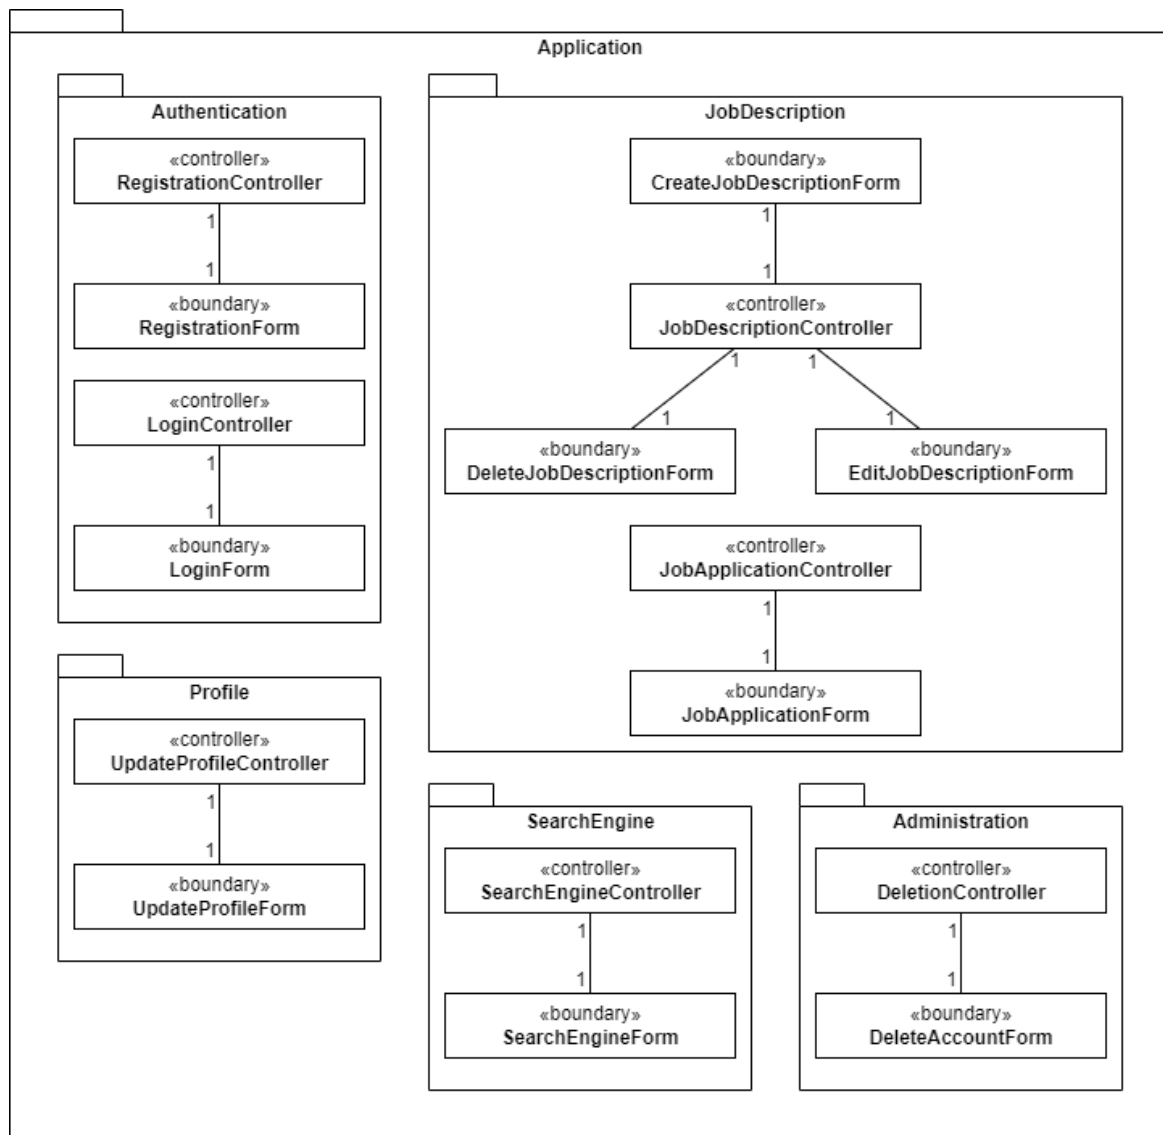 Application
Authentication
«controller»
RegistrationController
1
1
«boundary»
RegistrationForm
«controller»
LoginController
1
1
«boundary»
LoginForm
Profile
«controller»
UpdateProfileController
1
1
«boundary»
UpdateProfileForm
JobDescription
«boundary»
CreateJobDescriptionForm
1
1
«controller»
JobDescriptionController
1 1
1 1
«boundary»
DeleteJobDescriptionForm
«boundary»
EditJobDescriptionForm
«controller»
JobApplicationController
1
1
«boundary»
JobApplicationForm
SearchEngine
«controller»
SearchEngineController
1
1
«boundary»
SearchEngineForm
Administration
«controller»
DeletionController
1
1
«boundary»
DeleteAccountForm